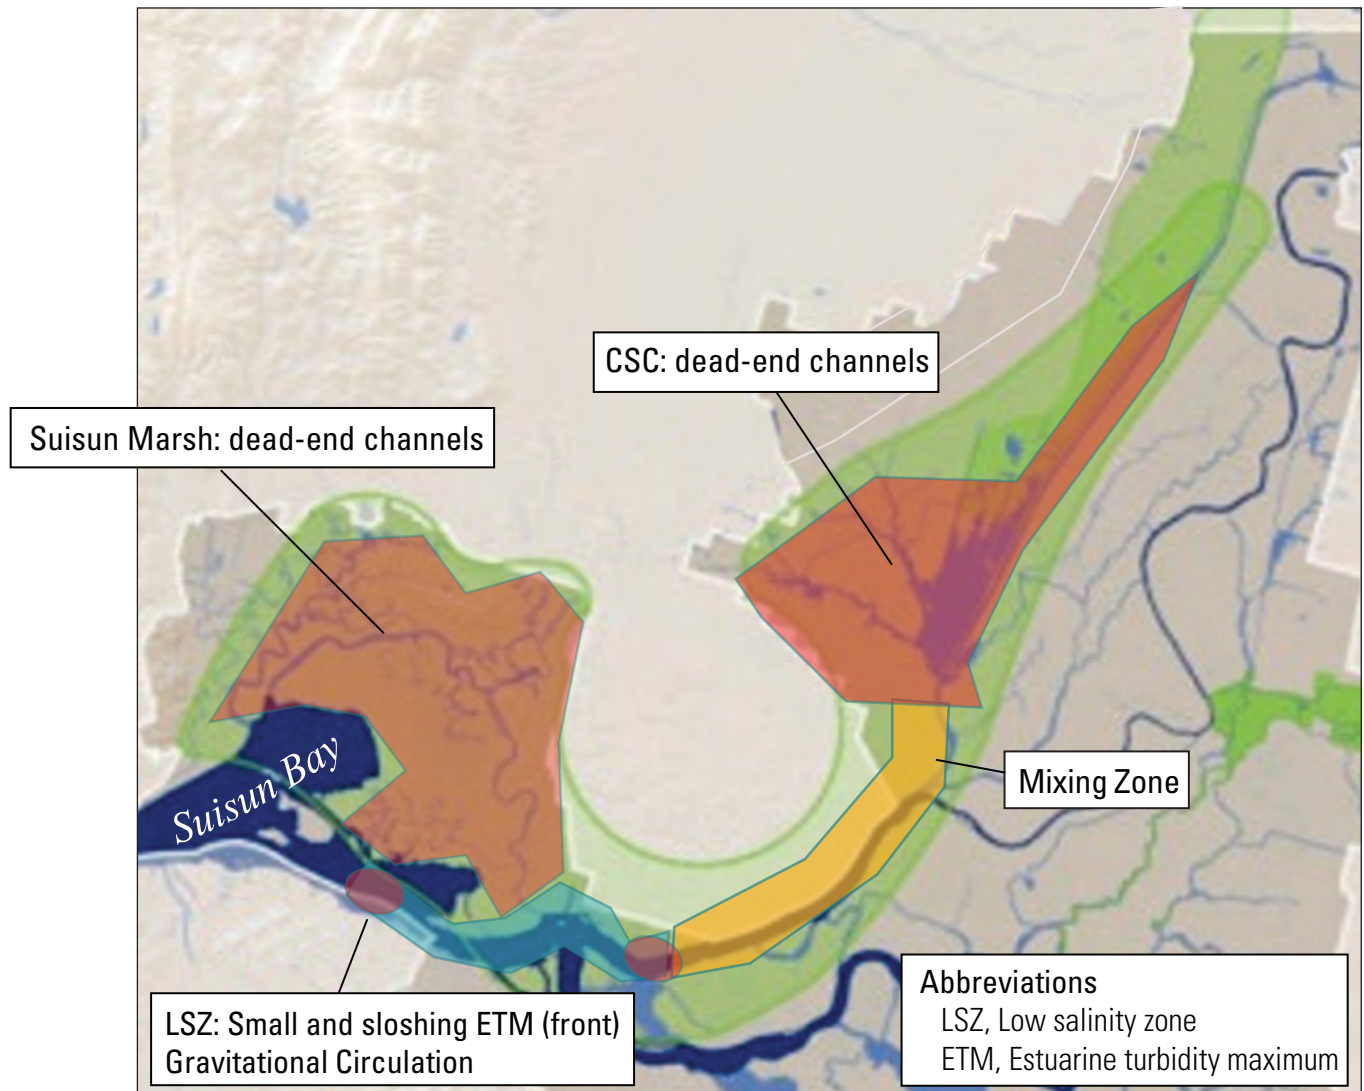 CSC: dead-end channels
Suisun Marsh: dead-end channels
Suisun Bay
Mixing Zone
LSZ: Small and sloshing ETM (front)
Gravitational Circulation
Abbreviations
LSZ, Low salinity zone
ETM, Estuarine turbidity maximum